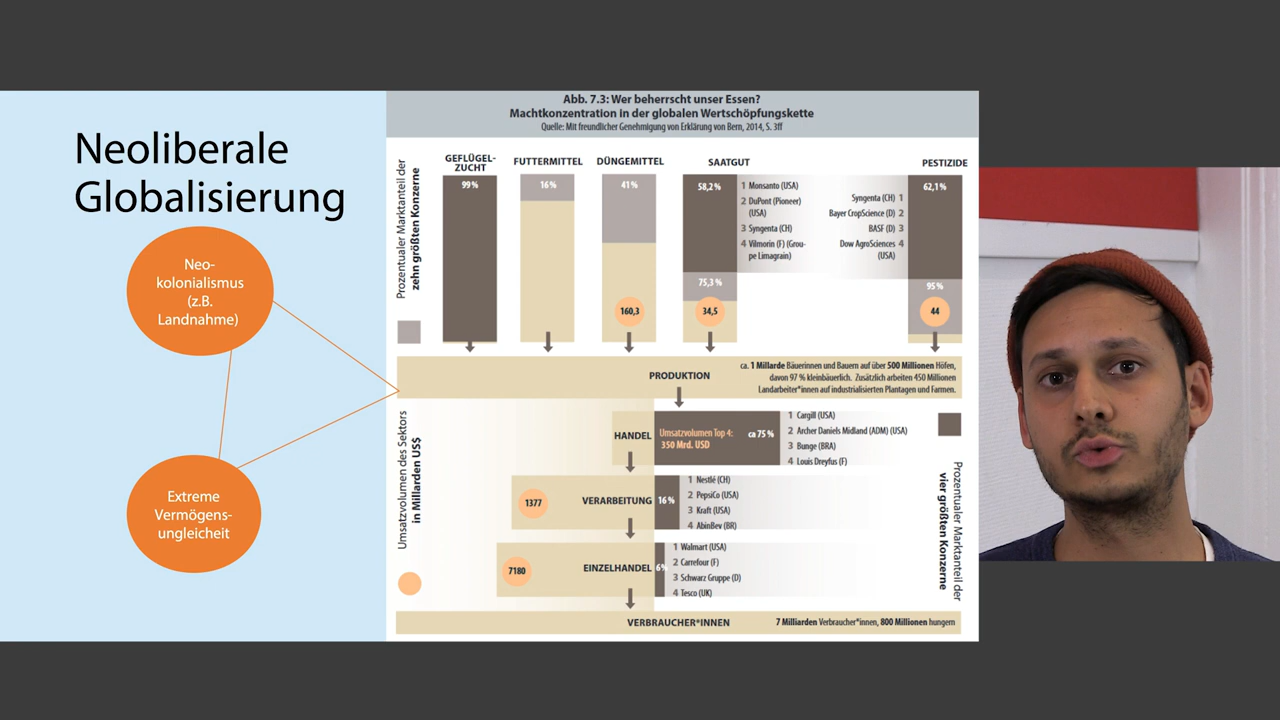 Neoliberale
Globalisierung
Neo-
kolonialismus
(z.B.
Landnahme)
Extreme
Vermögens-
ungleicheit
Abb. 7.3: Wer beherrscht unser Essen?
Machtkonzentration in der globalen Wertschöpfungskette
Quelle: Mit freundlicher Genehmigung von Erklärung von Bern, 2014, S. 3ff
Prozentualer Marktanteil der
zehn größten Konzerne
GEFLÜGEL-
ZUCHT
99%
FUTTERMITTEL
16%
DÜNGEMITTEL
41%
160,3
SAATGUT
58,2%
75,3%
34,5
1 Monsanto (USA)
2 DuPont (Pioneer)
(USA)
3 Syngenta (CH)
4 Vilmorin (F) (Grou-
pe Limagrain)
PESTIZIDE
Syngenta (CH) 1
Bayer CropScience (D) 2
BASF (D) 3
Dow AgroSciences 4
(USA)
62,1%
95%
44
PRODUKTION
ca. 1 Millarde Bäuerinnen und Bauern auf über 500 Millionen Höfen,
davon 97 % kleinbäuerlich. Zusätzlich arbeiten 450 Millionen
Landarbeiter*innen auf industrialisierten Plantagen und Farmen.
Umsatzvolumen des Sektors
in Milliarden US$
HANDEL
Umsatzvolumen Top 4:
350 Mrd. USD
ca 75%
1 Cargill (USA)
2 Archer Daniels Midland (ADM) (USA)
3 Bunge (BRA)
4 Louis Dreyfus (F)
1377
VERARBEITUNG
16%
1 Nestlé (CH)
2 PepsiCo (USA)
3 Kraft (USA)
4 AbinBev (BR)
7180
EINZELHANDEL
6%
1 Walmart (USA)
2 Carrefour (F)
3 Schwarz Gruppe (D)
4 Tesco (UK)
Prozentualer Marktanteil der
vier größten Konzerne
VERBRAUCHER*INNEN
7 Milliarden Verbraucher*innen, 800 Millionen hungern